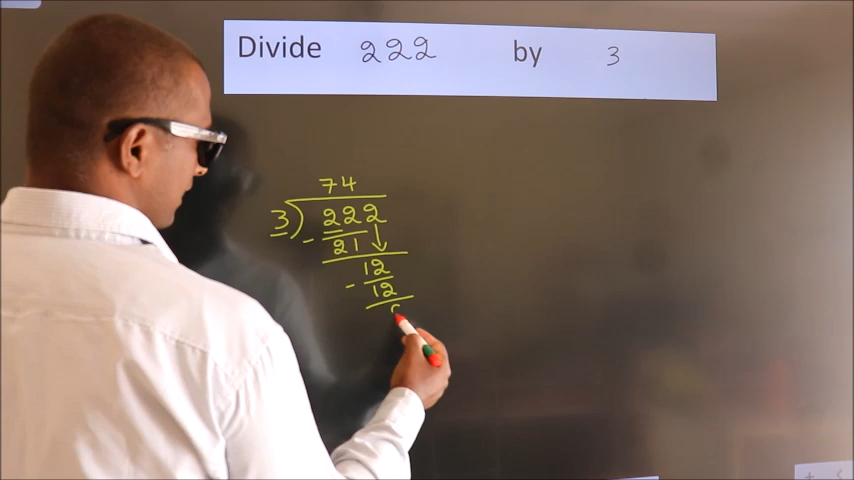 Divide 222 by 3
74
3) 222
- 21 ↓
12
- 12